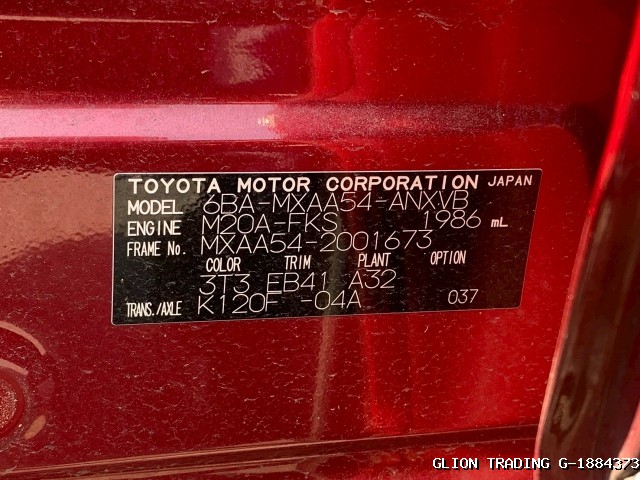 TOYOTA MOTOR CORPORATION JAPAN
MODEL 6BA-MXAA54-ANXVB
ENGINE M20A-FKS 1986 mL
FRAME No. MXAA54-2001673
COLOR TRIM PLANT OPTION
3T3 EB41 A32
TRANS./AXLE K120F -04A 037
GLION TRADING G-1884373